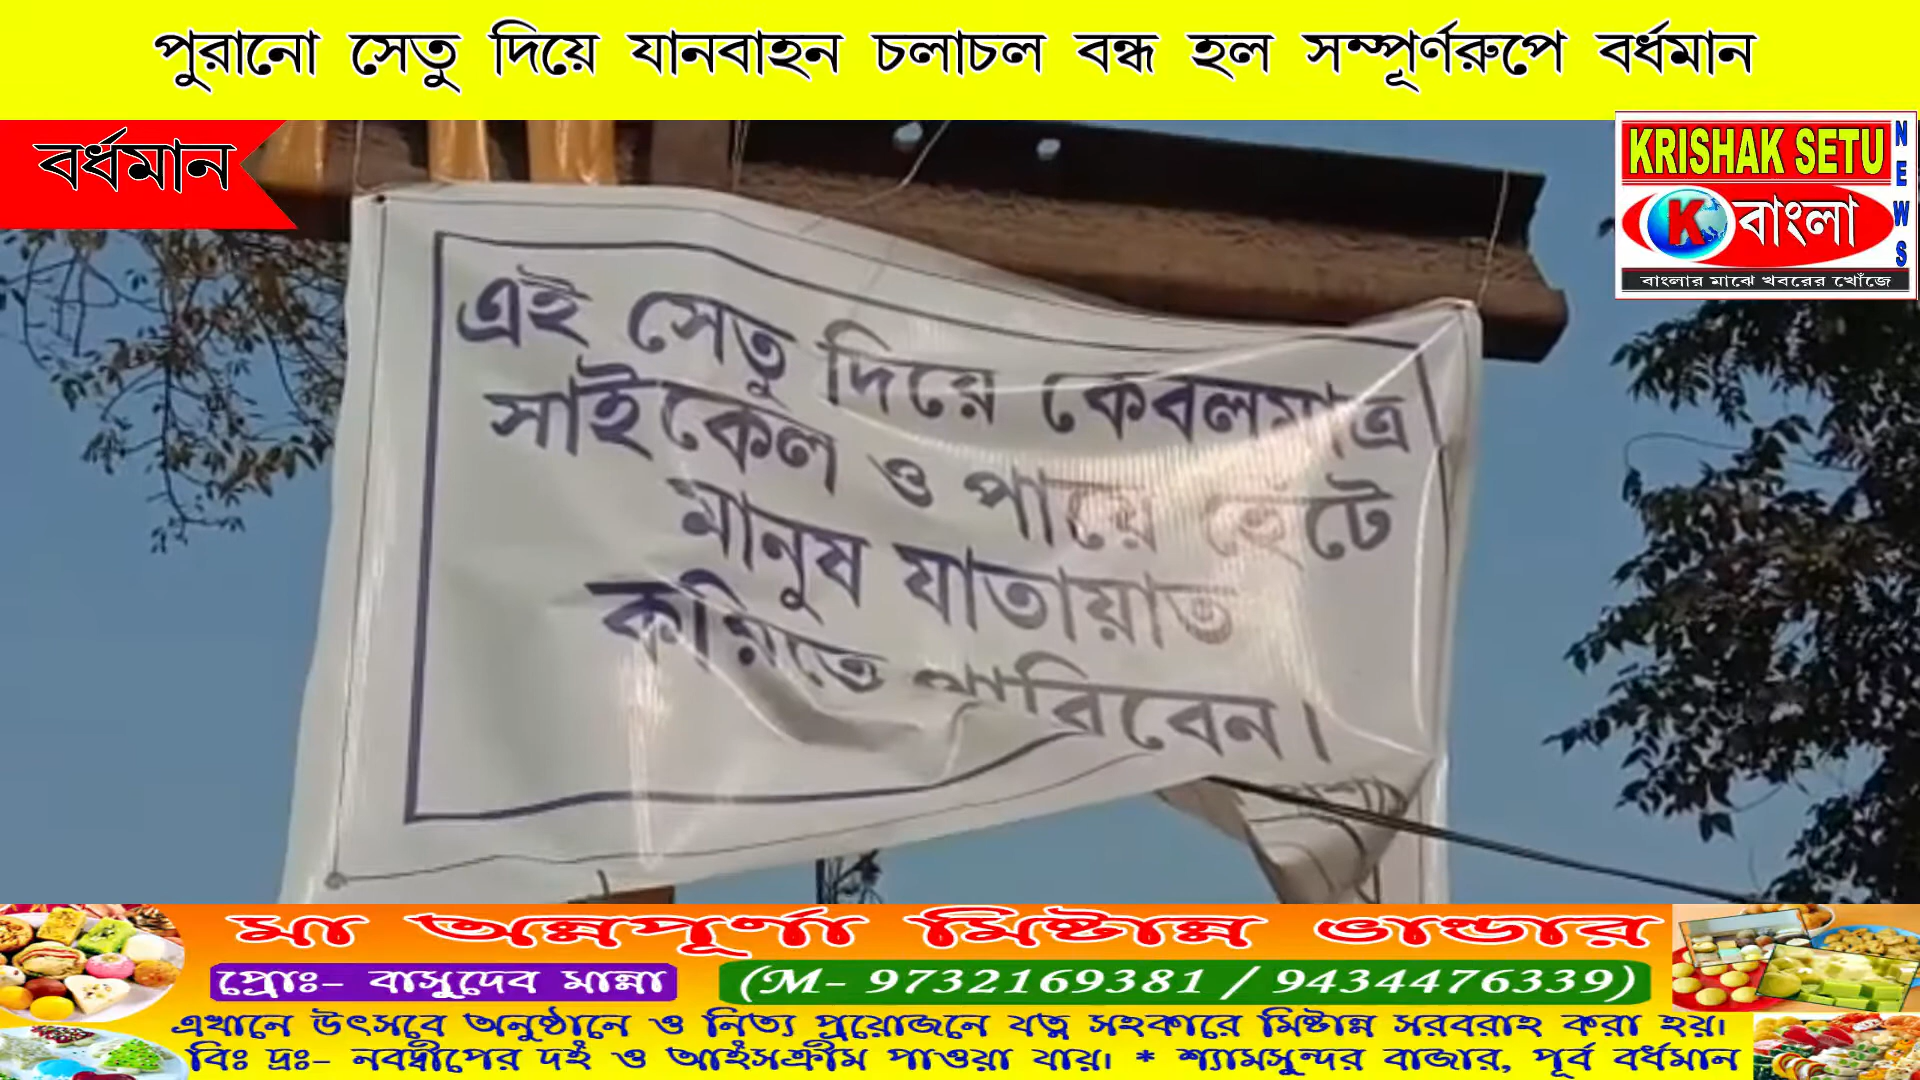 পুরানো সেতু দিয়ে যানবাহন চলাচল বন্ধ হল সম্পূর্ণরুপে বর্ধমান
বর্ধমান
KRISHAK SETU
NEWS
K বাংলা
বাংলার মাঝে খবরের খোঁজে
এই সেতু দিয়ে কেবলমাত্র
সাইকেল ও পায়ে হেঁটে
মানুষ যাতায়াত
করিতে পারিবেন।
মা অন্নপূর্ণা মিষ্টান্ন ভাণ্ডার
প্রোঃ- বাসুদেব মান্না
(M- 9732169381 / 9434476339)
এখানে উৎসবে অনুষ্ঠানে ও নিত্য প্রয়োজনে যত্ন সহকারে মিষ্টান্ন সরবরাহ করা হয়।
বিঃ দ্রঃ- নবদ্বীপের দই ও আইসক্রীম পাওয়া যায়। * শ্যামসুন্দর বাজার, পূর্ব বর্ধমান